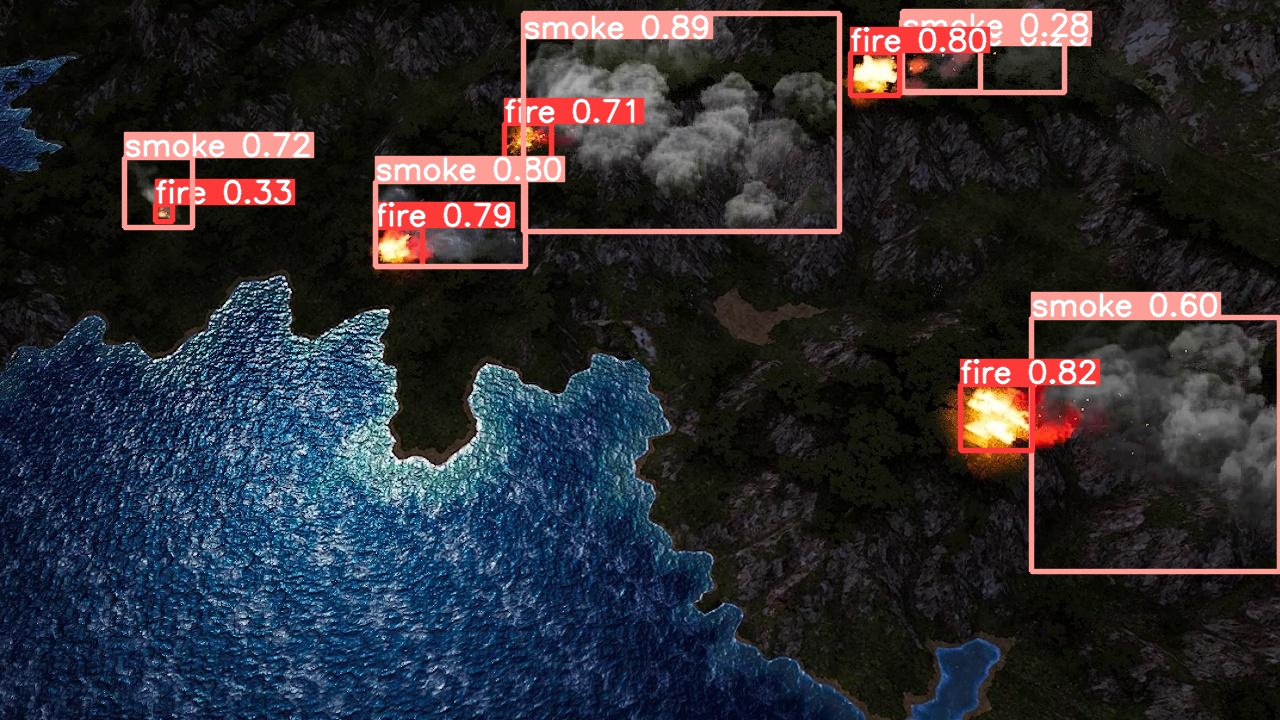 smoke 0.89
smoke 0.28
fire 0.80
fire 0.71
smoke 0.72
smoke 0.80
fire 0.33
fire 0.79
smoke 0.60
fire 0.82